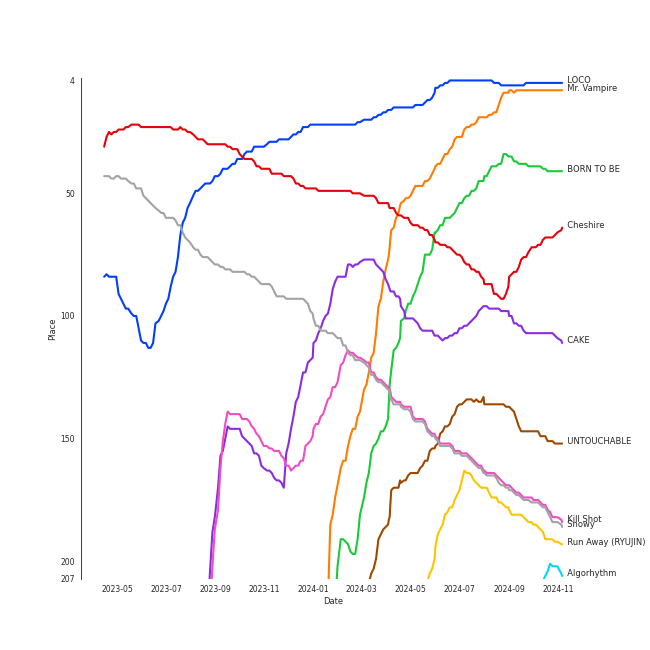 4
50
100
150
200
207
Place
2023-05 2023-07 2023-09 2023-11 2024-01 2024-03 2024-05 2024-07 2024-09 2024-11
Date
LOCO
Mr. Vampire
BORN TO BE
Cheshire
CAKE
UNTOUCHABLE
Kill Shot
Snowy
Run Away (RYUJIN)
Algorhythm